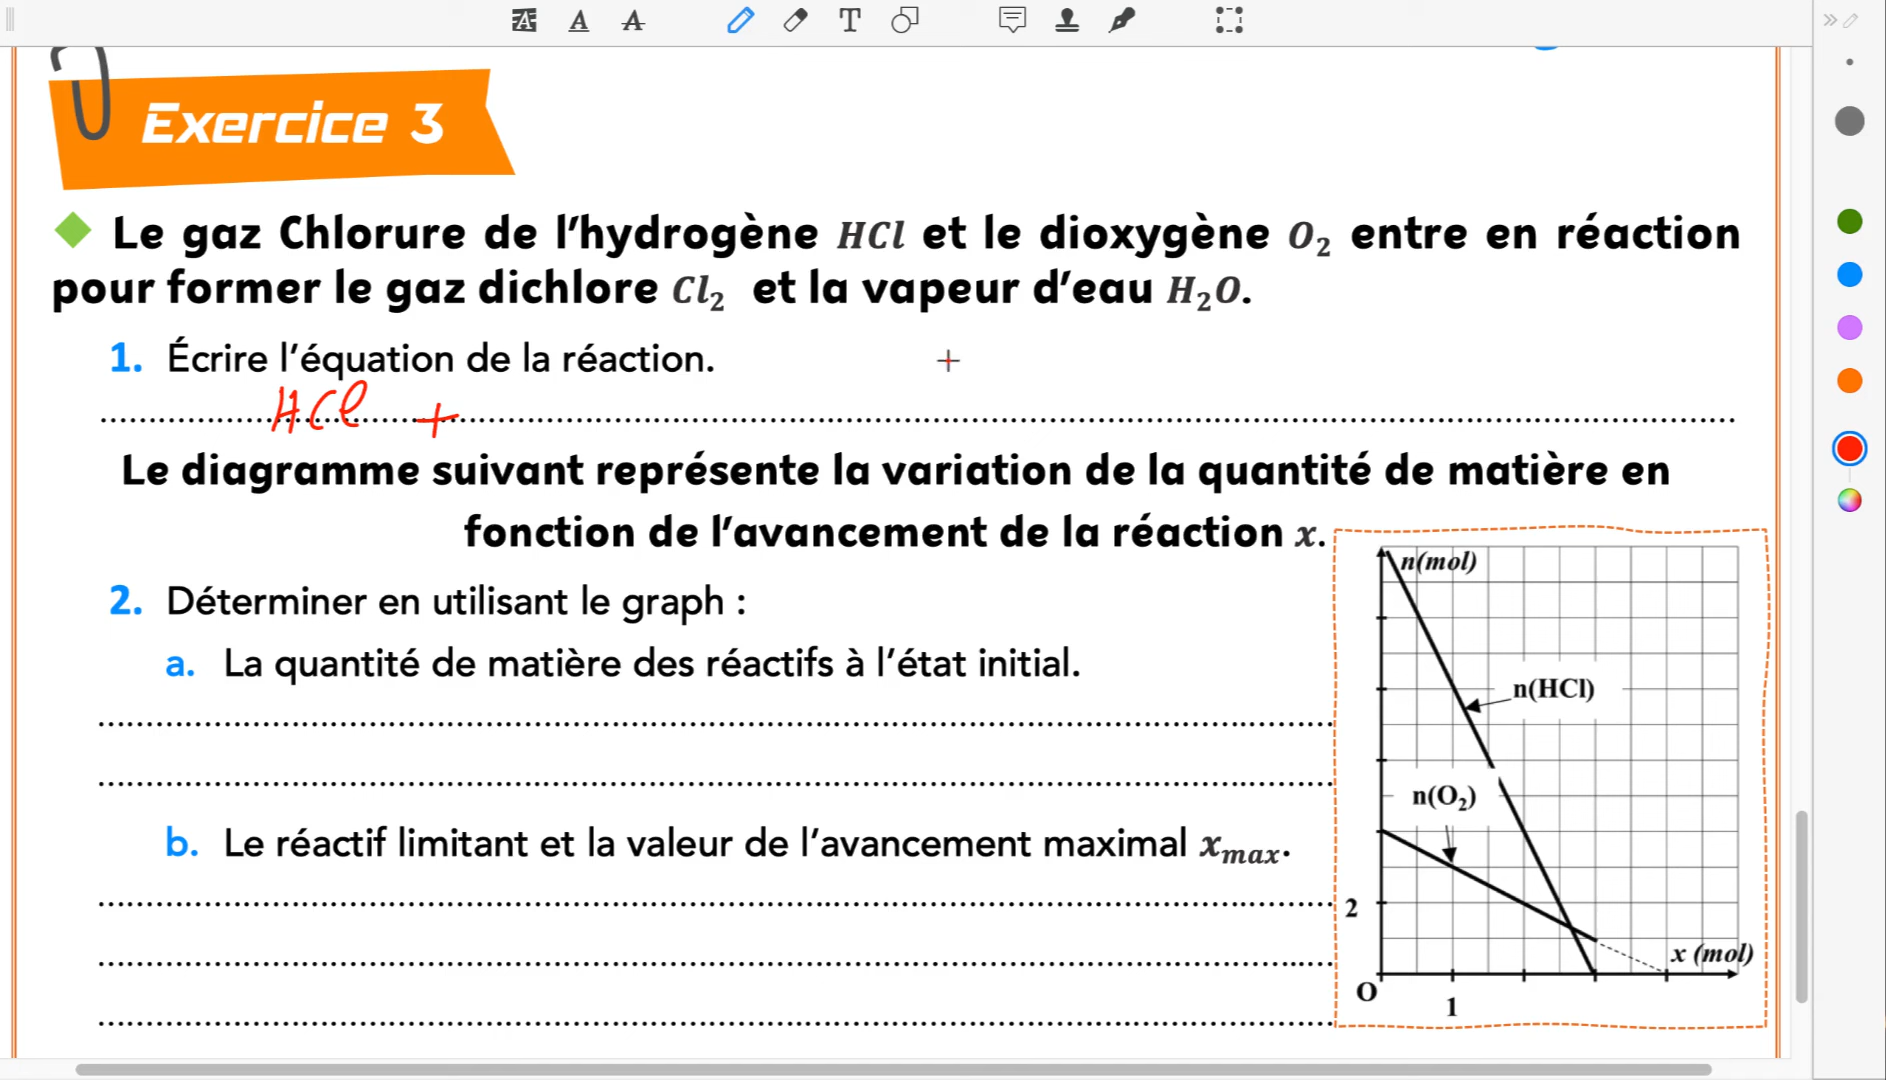 Exercice 3
Le gaz Chlorure de l'hydrogène HCl et le dioxygène O₂ entre en réaction
pour former le gaz dichlore Cl₂ et la vapeur d'eau H₂O.
1. Écrire l'équation de la réaction.
HCl +
Le diagramme suivant représente la variation de la quantité de matière en
fonction de l'avancement de la réaction x.
2. Déterminer en utilisant le graph :
a. La quantité de matière des réactifs à l'état initial.
b. Le réactif limitant et la valeur de l'avancement maximal xₘₐₓ.
n(mol)
n(HCl)
n(O₂)
2
x (mol)
O
1